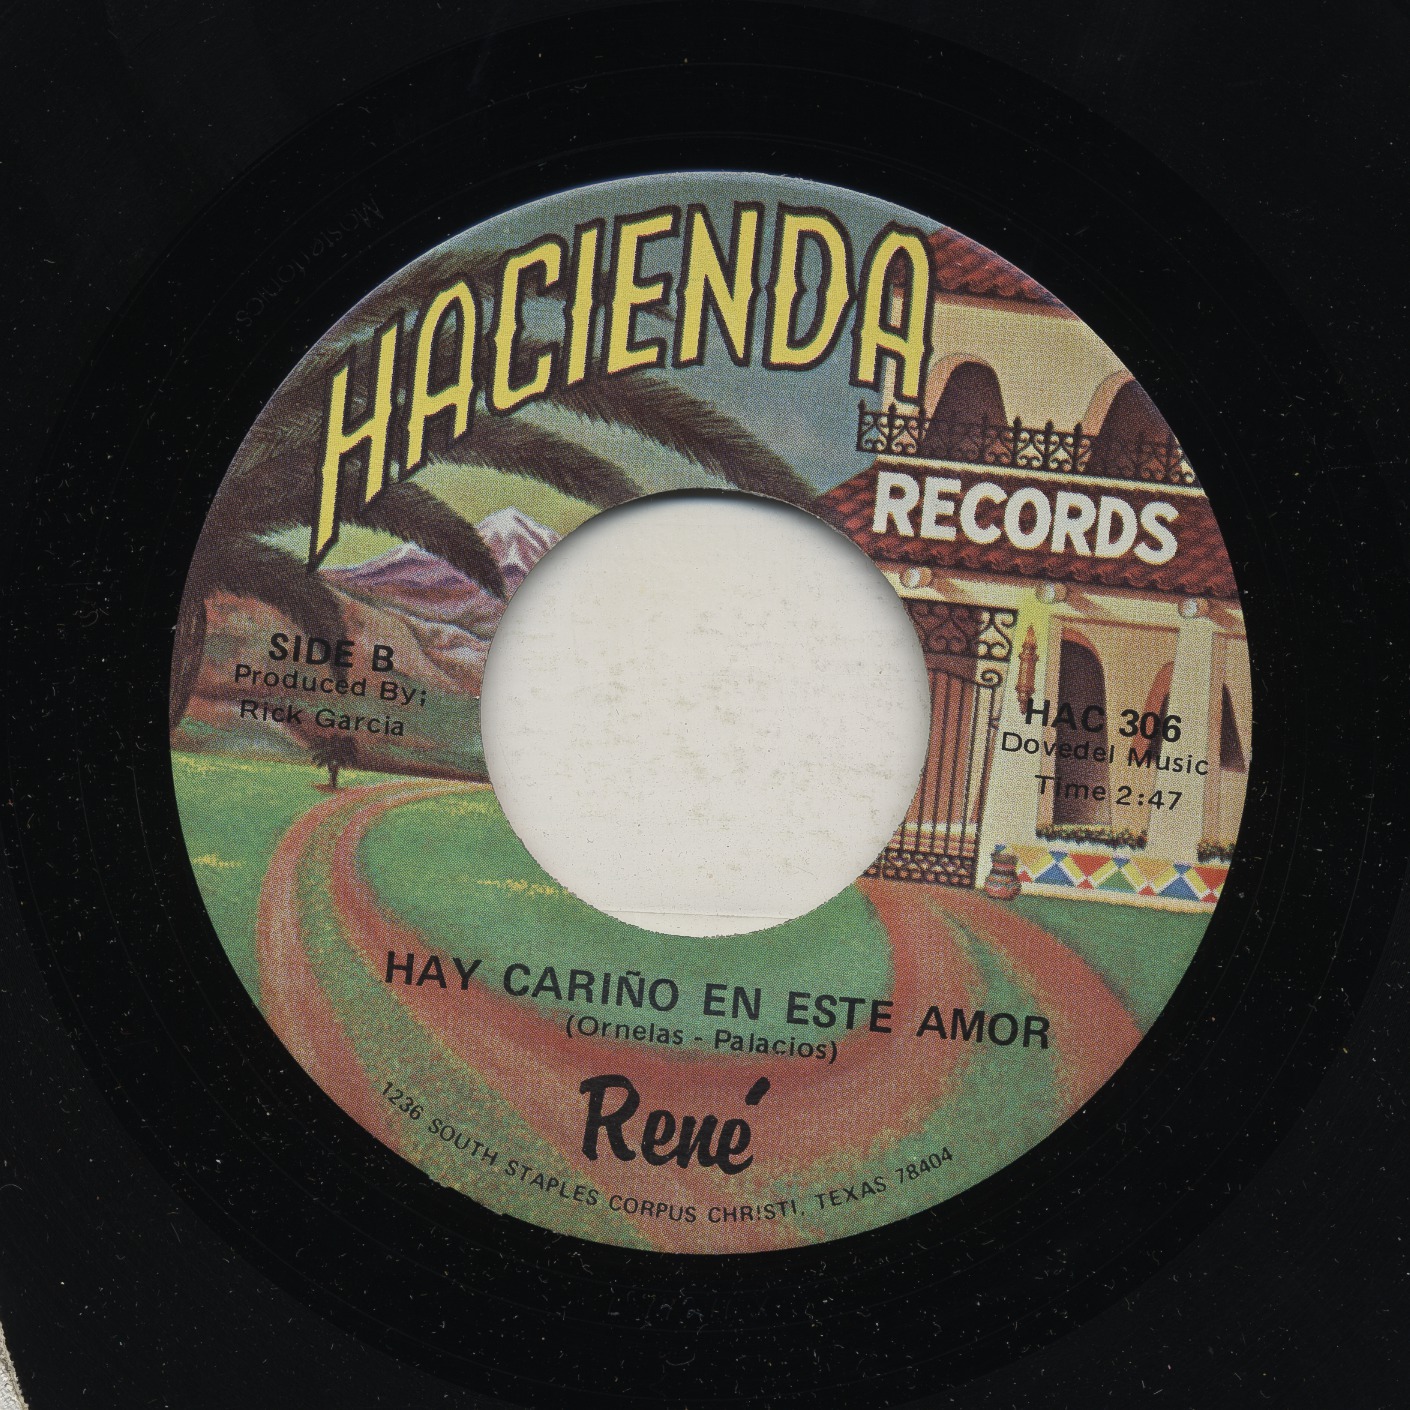 HACIENDA
RECORDS
SIDE B
Produced By;
Rick Garcia
HAC 306
Dovedel Music
Time 2:47
HAY CARIÑO EN ESTE AMOR
(Ornelas - Palacios)
René
1236 SOUTH STAPLES CORPUS CHRISTI, TEXAS 78404